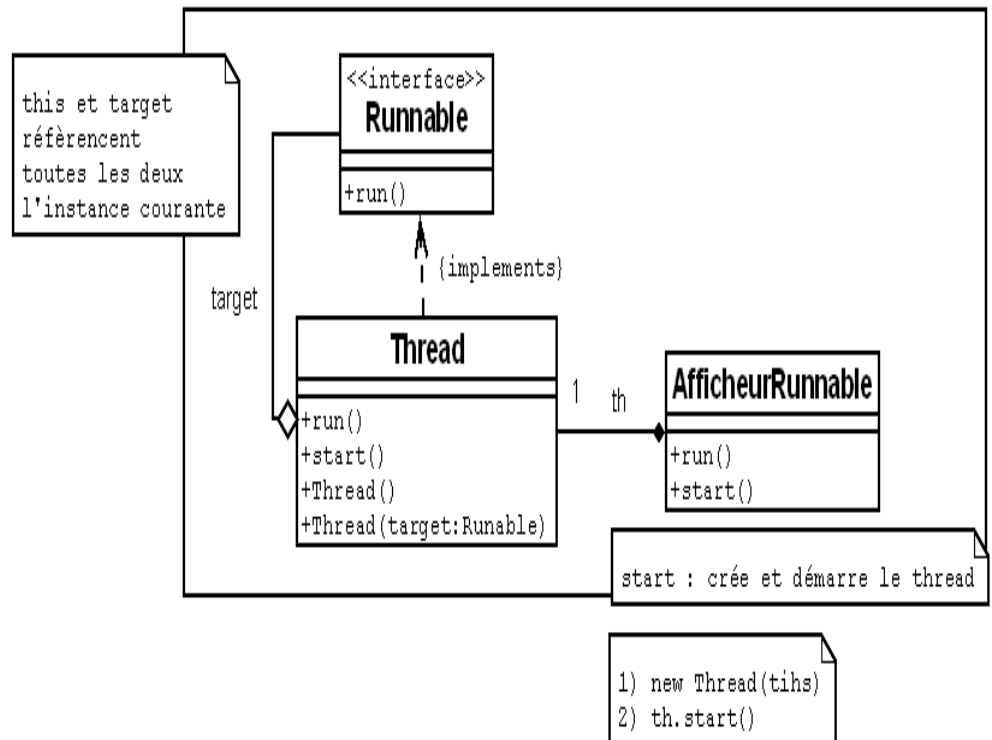 this et target
réfèrencent
toutes les deux
l'instance courante
<<interface>>
Runnable
+run()
{implements}
target
Thread
+run()
+start()
+Thread()
+Thread(target:Runable)
1
th
AfficheurRunnable
+run()
+start()
start : crée et démarre le thread
1) new Thread(tihs)
2) th.start()